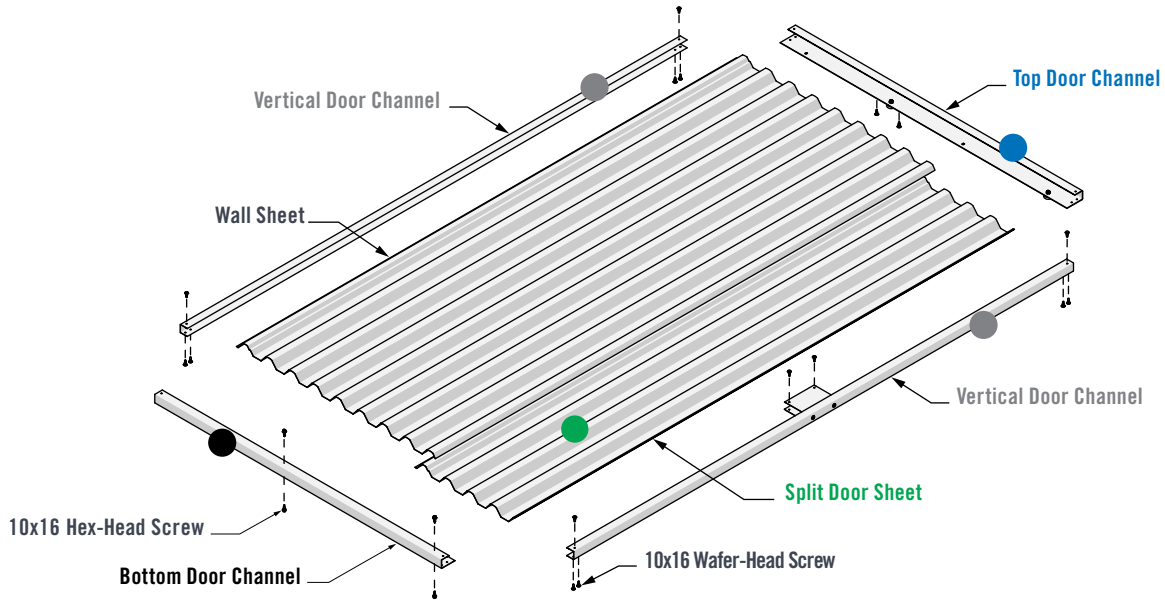 Top Door Channel
Vertical Door Channel
Wall Sheet
Vertical Door Channel
Split Door Sheet
10x16 Hex-Head Screw
10x16 Wafer-Head Screw
Bottom Door Channel